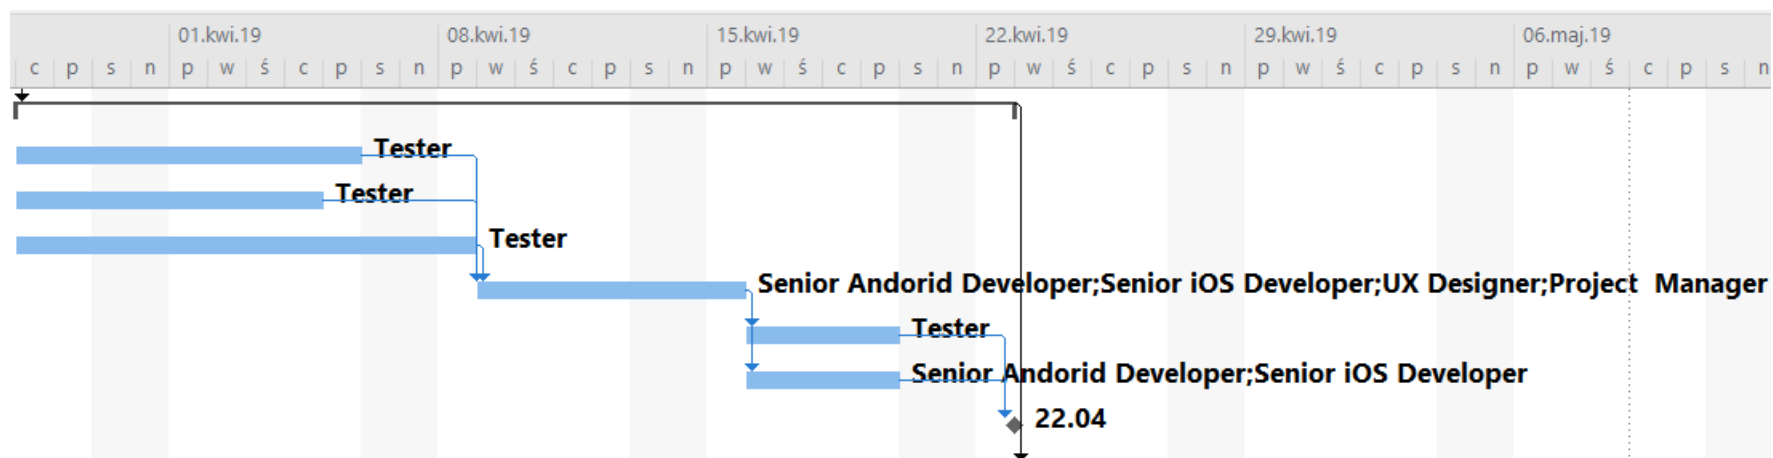 01.kwi.19 08.kwi.19 15.kwi.19 22.kwi.19 29.kwi.19 06.maj.19
c p s n p w ś c p s n p w ś c p s n p w ś c p s n p w ś c p s n p w ś c p s n p w ś c p s n
Tester
Tester
Tester
Senior Andorid Developer;Senior iOS Developer;UX Designer;Project Manager
Tester
Senior Andorid Developer;Senior iOS Developer
22.04